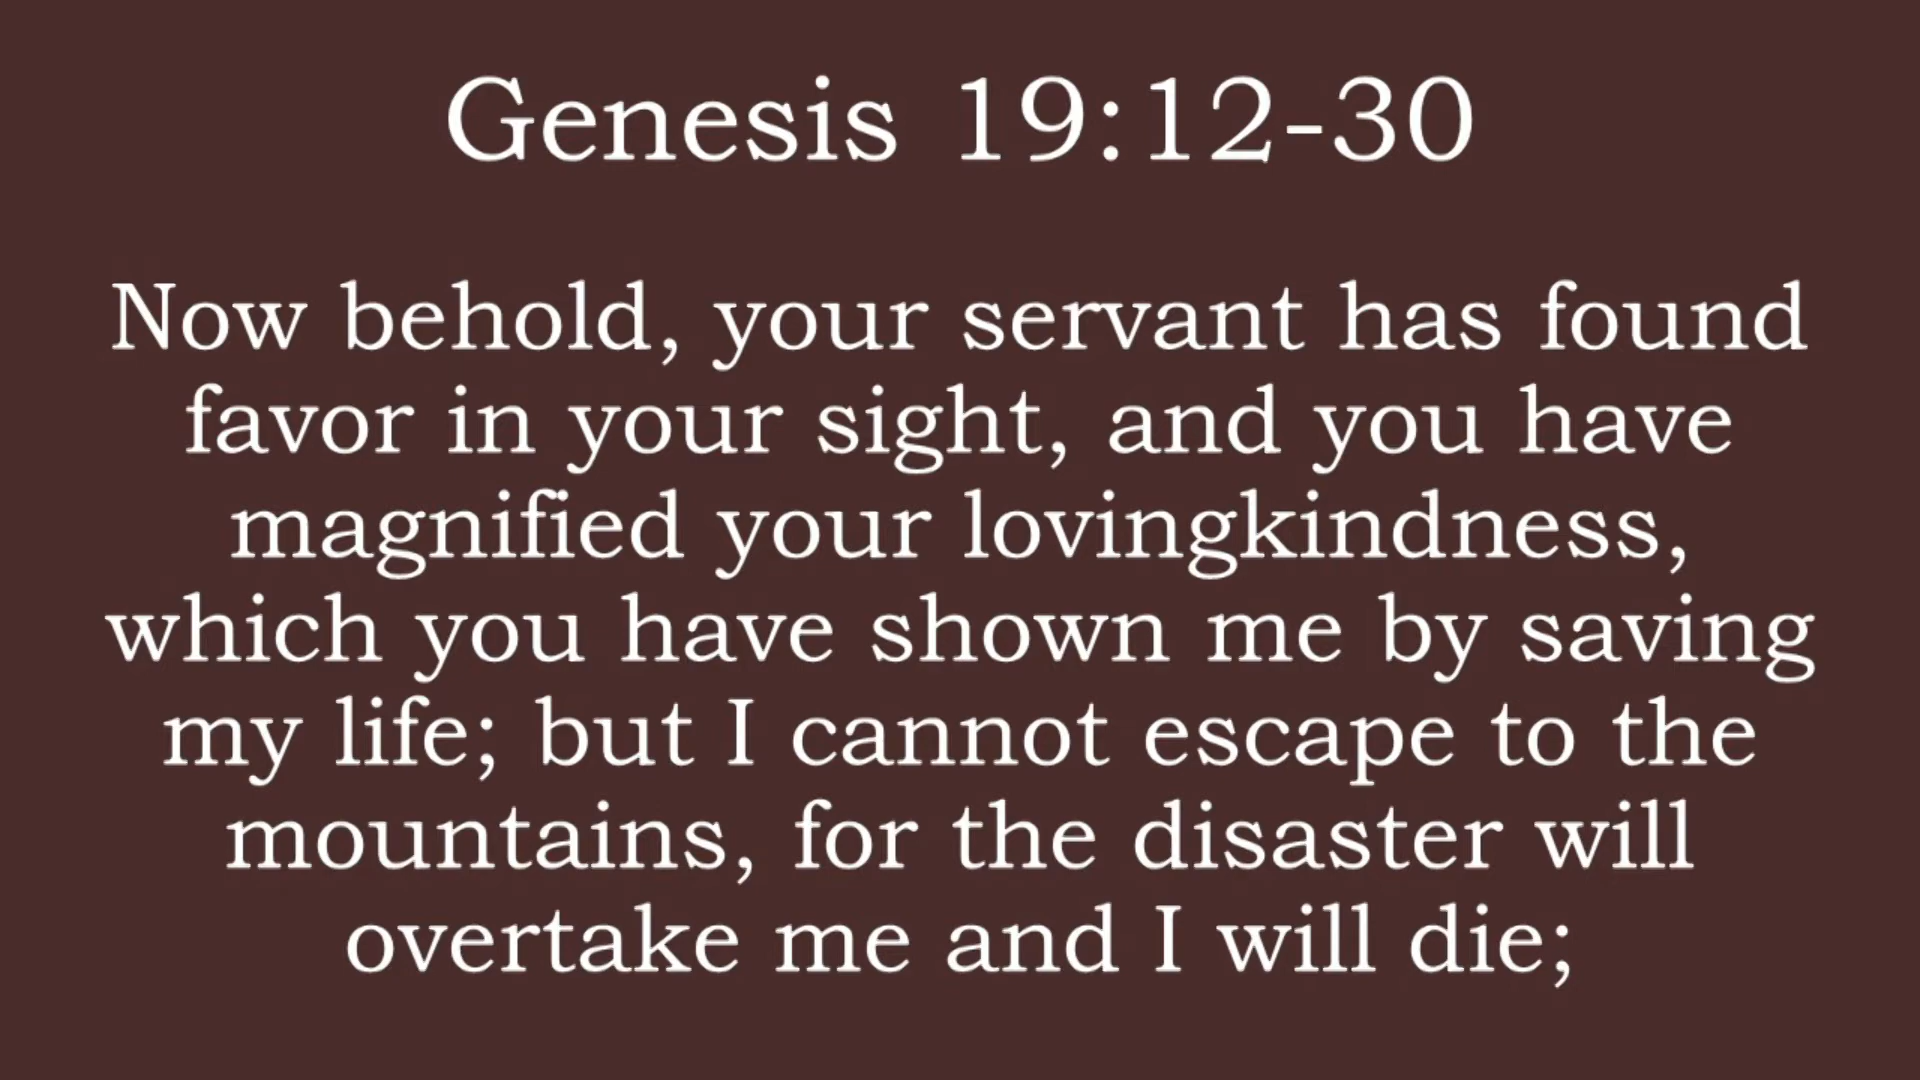 Genesis 19:12-30
Now behold, your servant has found
favor in your sight, and you have
magnified your lovingkindness,
which you have shown me by saving
my life; but I cannot escape to the
mountains, for the disaster will
overtake me and I will die;